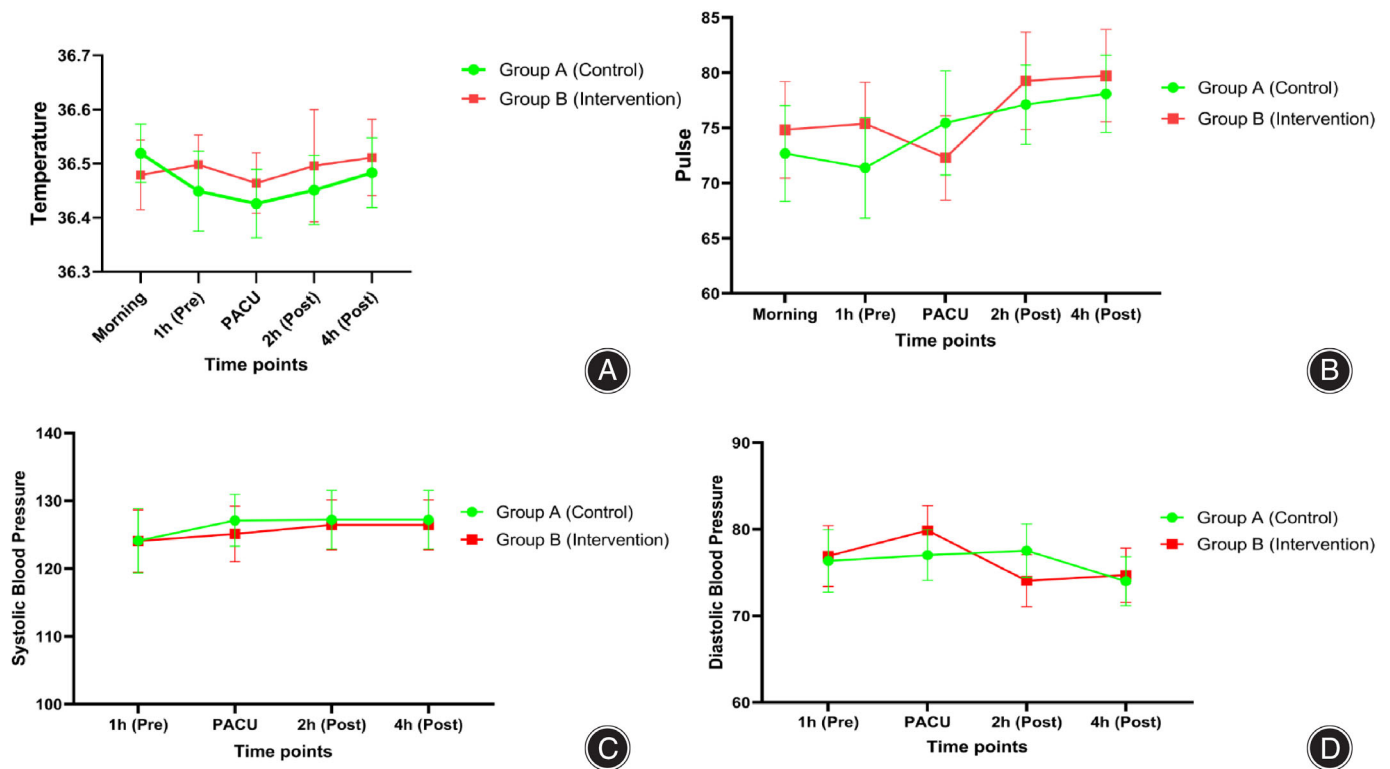 36.7
36.6
36.5
36.4
36.3
Temperature
Morning
1h (Pre)
PACU
2h (Post)
4h (Post)
Time points
Group A (Control)
Group B (Intervention)
A
85
80
75
70
65
60
Pulse
Morning
1h (Pre)
PACU
2h (Post)
4h (Post)
Time points
Group A (Control)
Group B (Intervention)
B
140
130
120
110
100
Systolic Blood Pressure
1h (Pre)
PACU
2h (Post)
4h (Post)
Time points
Group A (Control)
Group B (Intervention)
C
90
80
70
60
Diastolic Blood Pressure
1h (Pre)
PACU
2h (Post)
4h (Post)
Time points
Group A (Control)
Group B (Intervention)
D